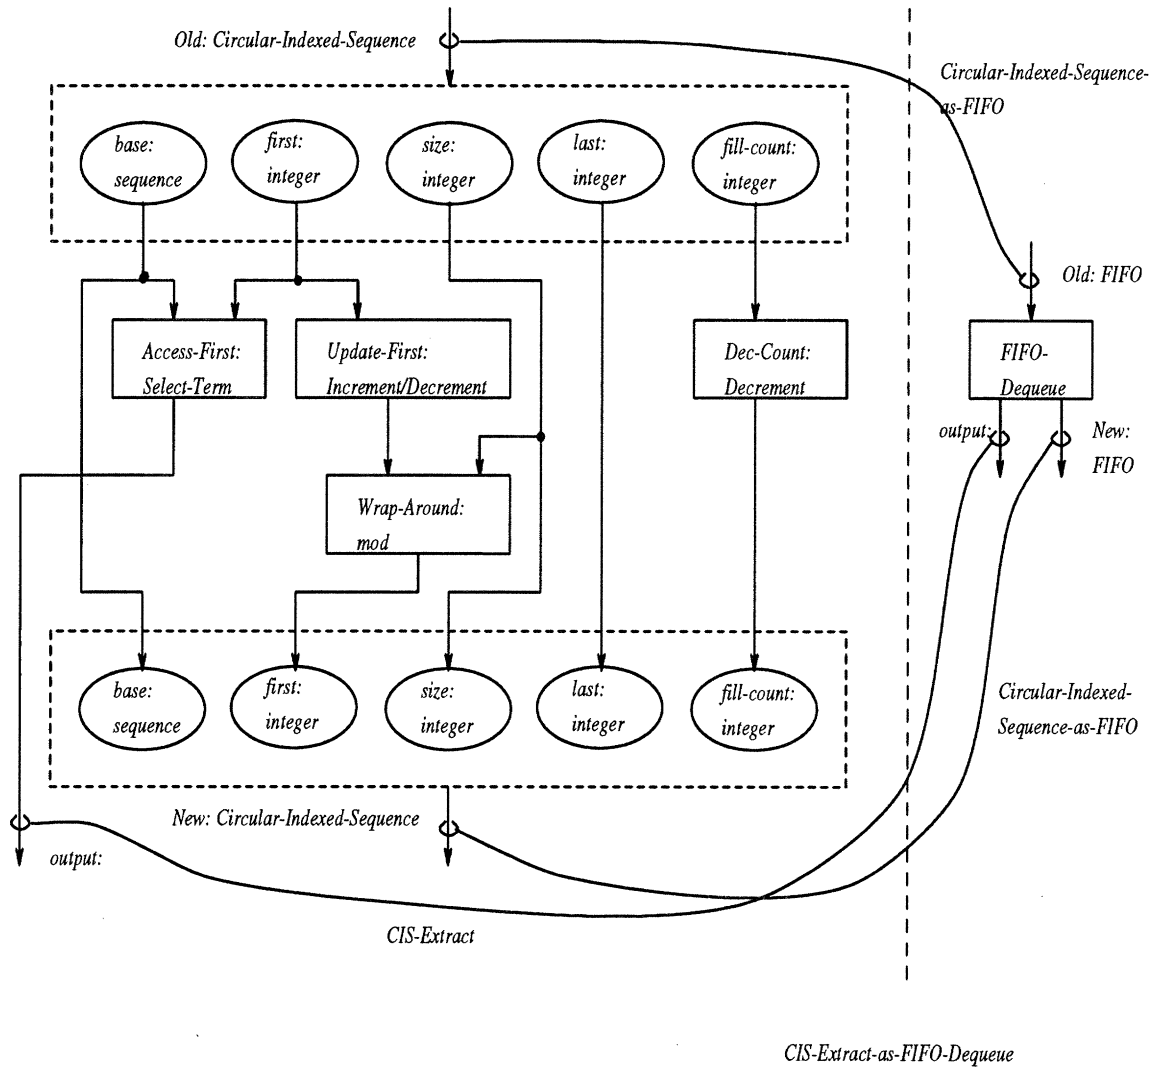 Old: Circular-Indexed-Sequence
Circular-Indexed-Sequence-
as-FIFO
base:
sequence
first:
integer
size:
integer
last:
integer
fill-count:
integer
Old: FIFO
Access-First:
Select-Term
Update-First:
Increment/Decrement
Dec-Count:
Decrement
FIFO-
Dequeue
output:
New:
FIFO
Wrap-Around:
mod
base:
sequence
first:
integer
size:
integer
last:
integer
fill-count:
integer
Circular-Indexed-
Sequence-as-FIFO
New: Circular-Indexed-Sequence
output:
CIS-Extract
CIS-Extract-as-FIFO-Dequeue